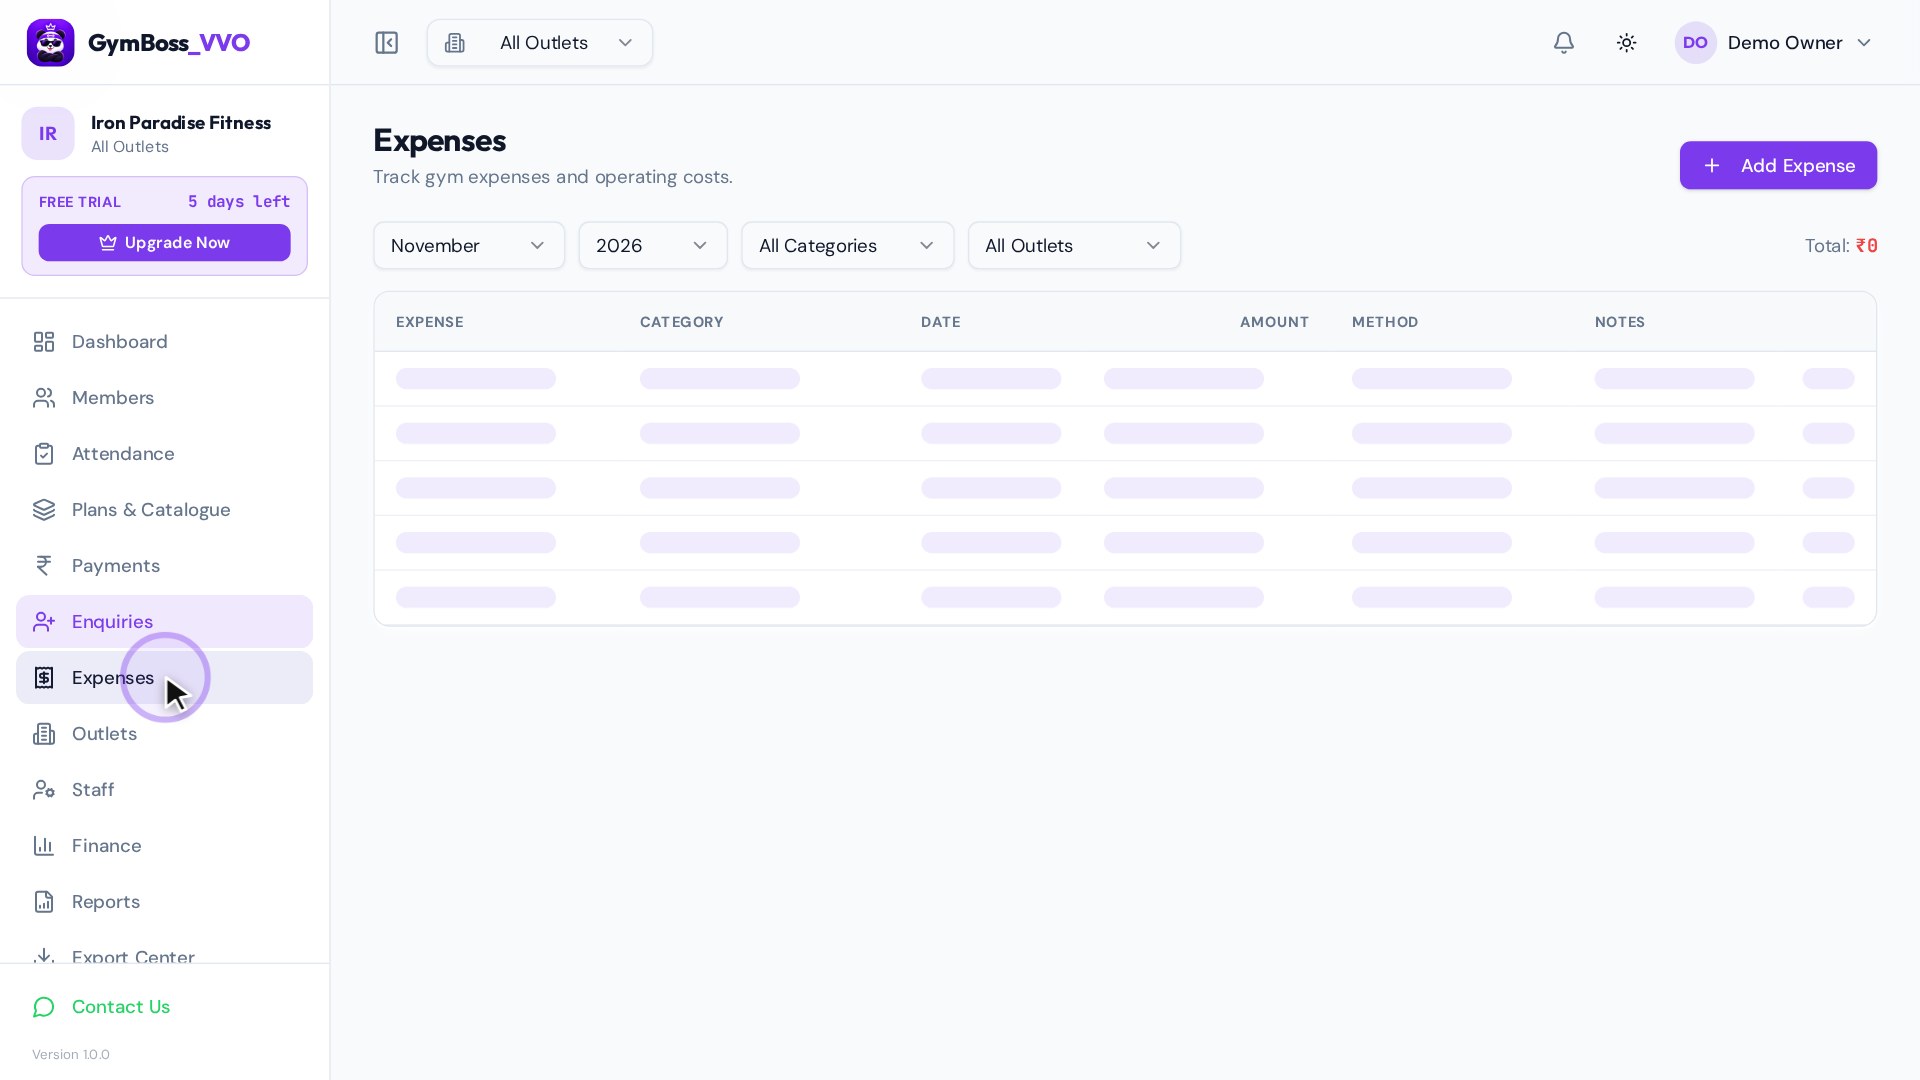 GymBoss_VVO
All Outlets
DO Demo Owner
IR Iron Paradise Fitness
All Outlets
FREE TRIAL 5 days left
Upgrade Now
Dashboard
Members
Attendance
Plans & Catalogue
Payments
Enquiries
Expenses
Outlets
Staff
Finance
Reports
Export Center
Contact Us
Version 1.0.0
Expenses
Track gym expenses and operating costs.
Add Expense
November 2026 All Categories All Outlets Total: ₹0
EXPENSE CATEGORY DATE AMOUNT METHOD NOTES